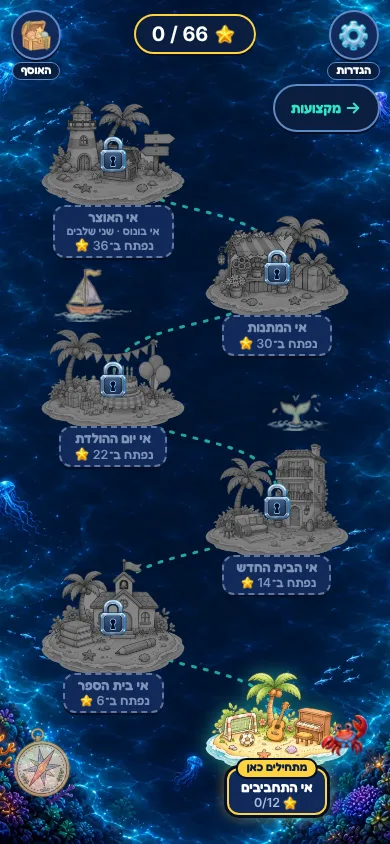 0 / 66
האוסף
הגדרות
מקצועות →
אי האוצר
אי בונוס · שני שלבים
נפתח ב־36
אי המתנות
נפתח ב־30
אי יום ההולדת
נפתח ב־22
אי הבית החדש
נפתח ב־14
אי בית הספר
נפתח ב־6
מתחילים כאן
אי התחביבים
0/12